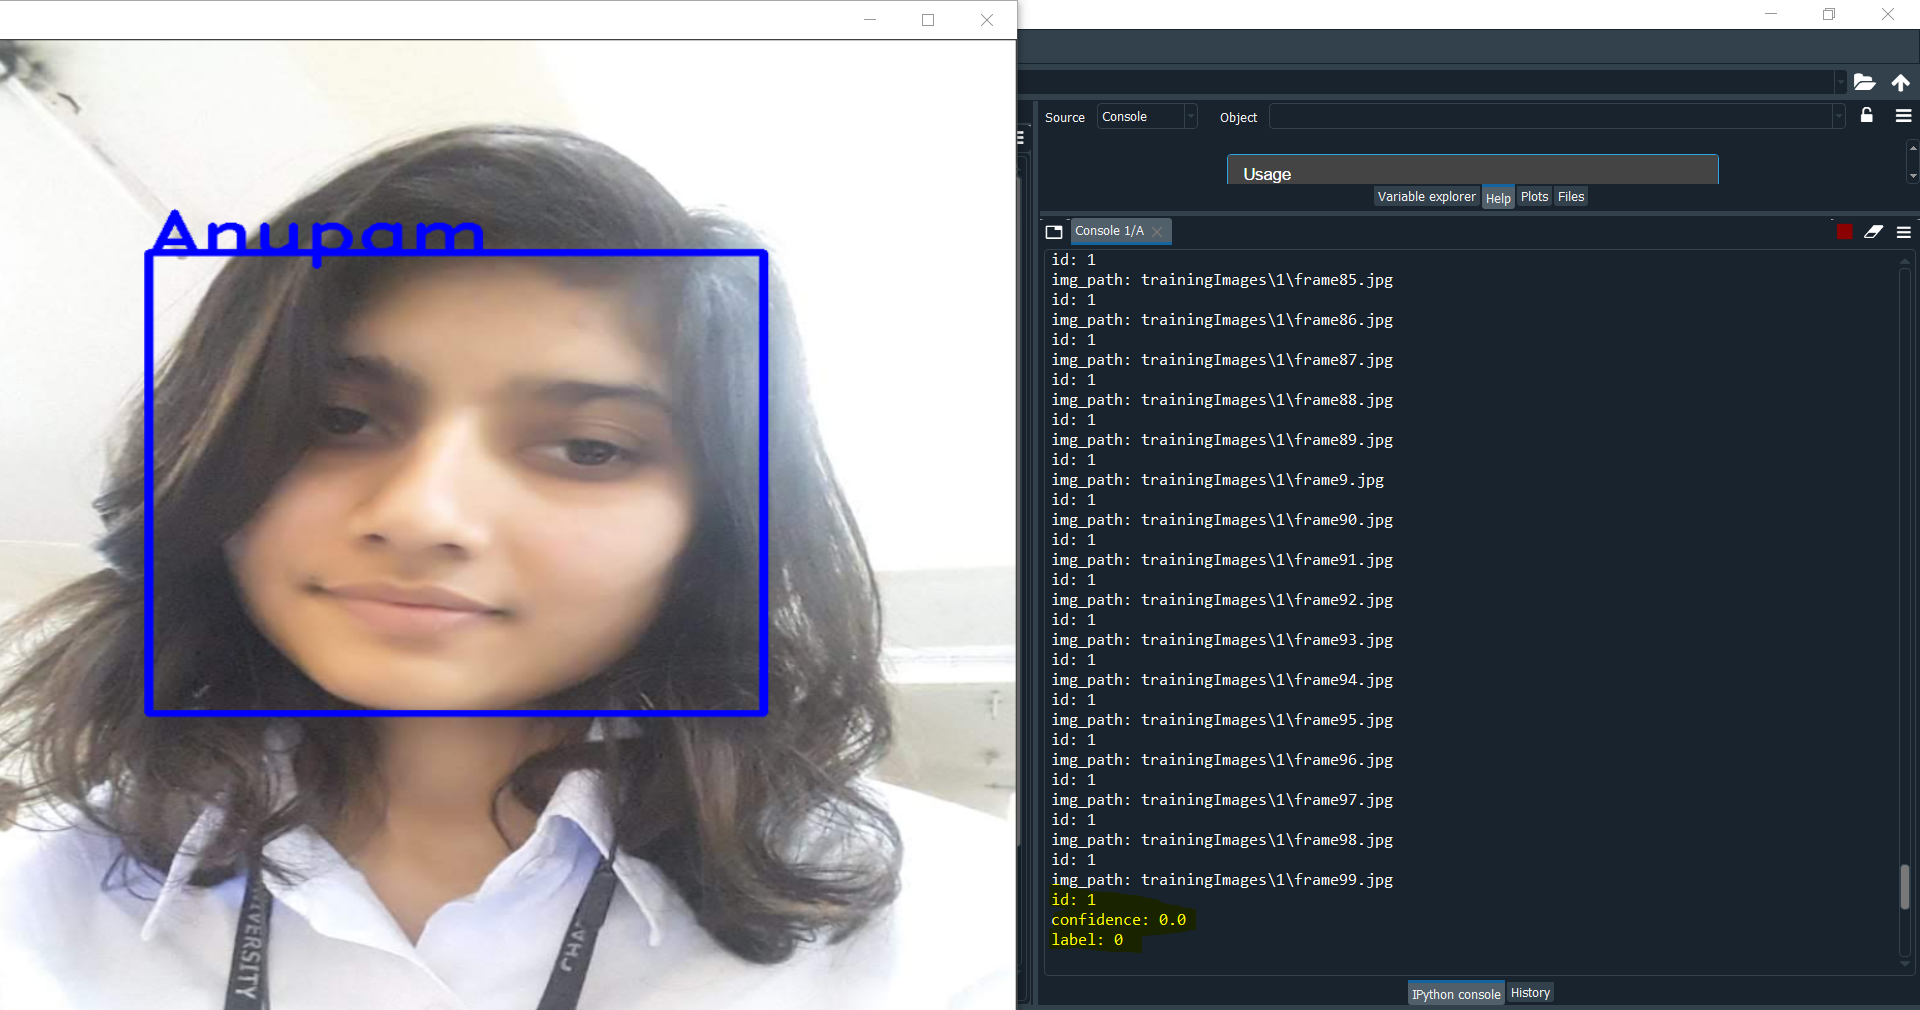 Anupam
VERSITY
Source
Console
Object
Usage
Variable explorer
Help
Plots
Files
Console 1/A
id: 1
img_path: trainingImages\1\frame85.jpg
id: 1
img_path: trainingImages\1\frame86.jpg
id: 1
img_path: trainingImages\1\frame87.jpg
id: 1
img_path: trainingImages\1\frame88.jpg
id: 1
img_path: trainingImages\1\frame89.jpg
id: 1
img_path: trainingImages\1\frame9.jpg
id: 1
img_path: trainingImages\1\frame90.jpg
id: 1
img_path: trainingImages\1\frame91.jpg
id: 1
img_path: trainingImages\1\frame92.jpg
id: 1
img_path: trainingImages\1\frame93.jpg
id: 1
img_path: trainingImages\1\frame94.jpg
id: 1
img_path: trainingImages\1\frame95.jpg
id: 1
img_path: trainingImages\1\frame96.jpg
id: 1
img_path: trainingImages\1\frame97.jpg
id: 1
img_path: trainingImages\1\frame98.jpg
id: 1
img_path: trainingImages\1\frame99.jpg
id: 1
confidence: 0.0
label: 0
IPython console
History